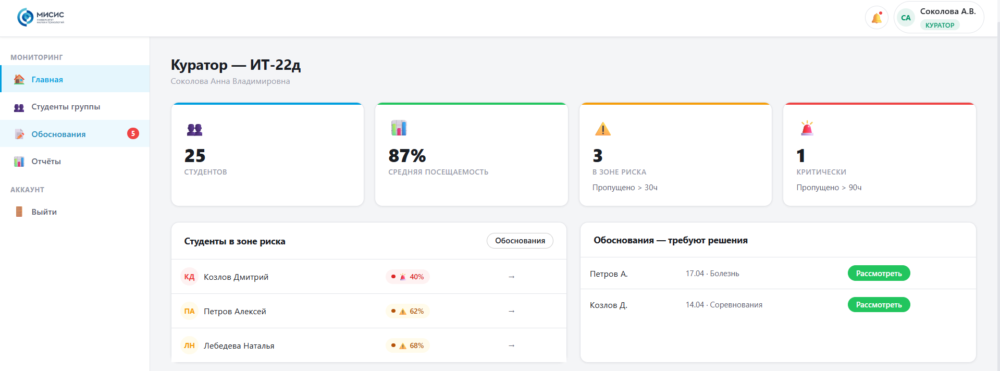 МИСИС
УНИВЕРСИТЕТ
НАУКИ И ТЕХНОЛОГИЙ
СА
Соколова А.В.
КУРАТОР
МОНИТОРИНГ
Главная
Студенты группы
Обоснования
5
Отчёты
АККАУНТ
Выйти
Куратор — ИТ-22д
Соколова Анна Владимировна
25
СТУДЕНТОВ
87%
СРЕДНЯЯ ПОСЕЩАЕМОСТЬ
3
В ЗОНЕ РИСКА
Пропущено > 30ч
1
КРИТИЧЕСКИ
Пропущено > 90ч
Студенты в зоне риска
Обоснования
КД Козлов Дмитрий 40% →
ПА Петров Алексей 62% →
ЛН Лебедева Наталья 68% →
Обоснования — требуют решения
Петров А. 17.04 · Болезнь Рассмотреть
Козлов Д. 14.04 · Соревнования Рассмотреть